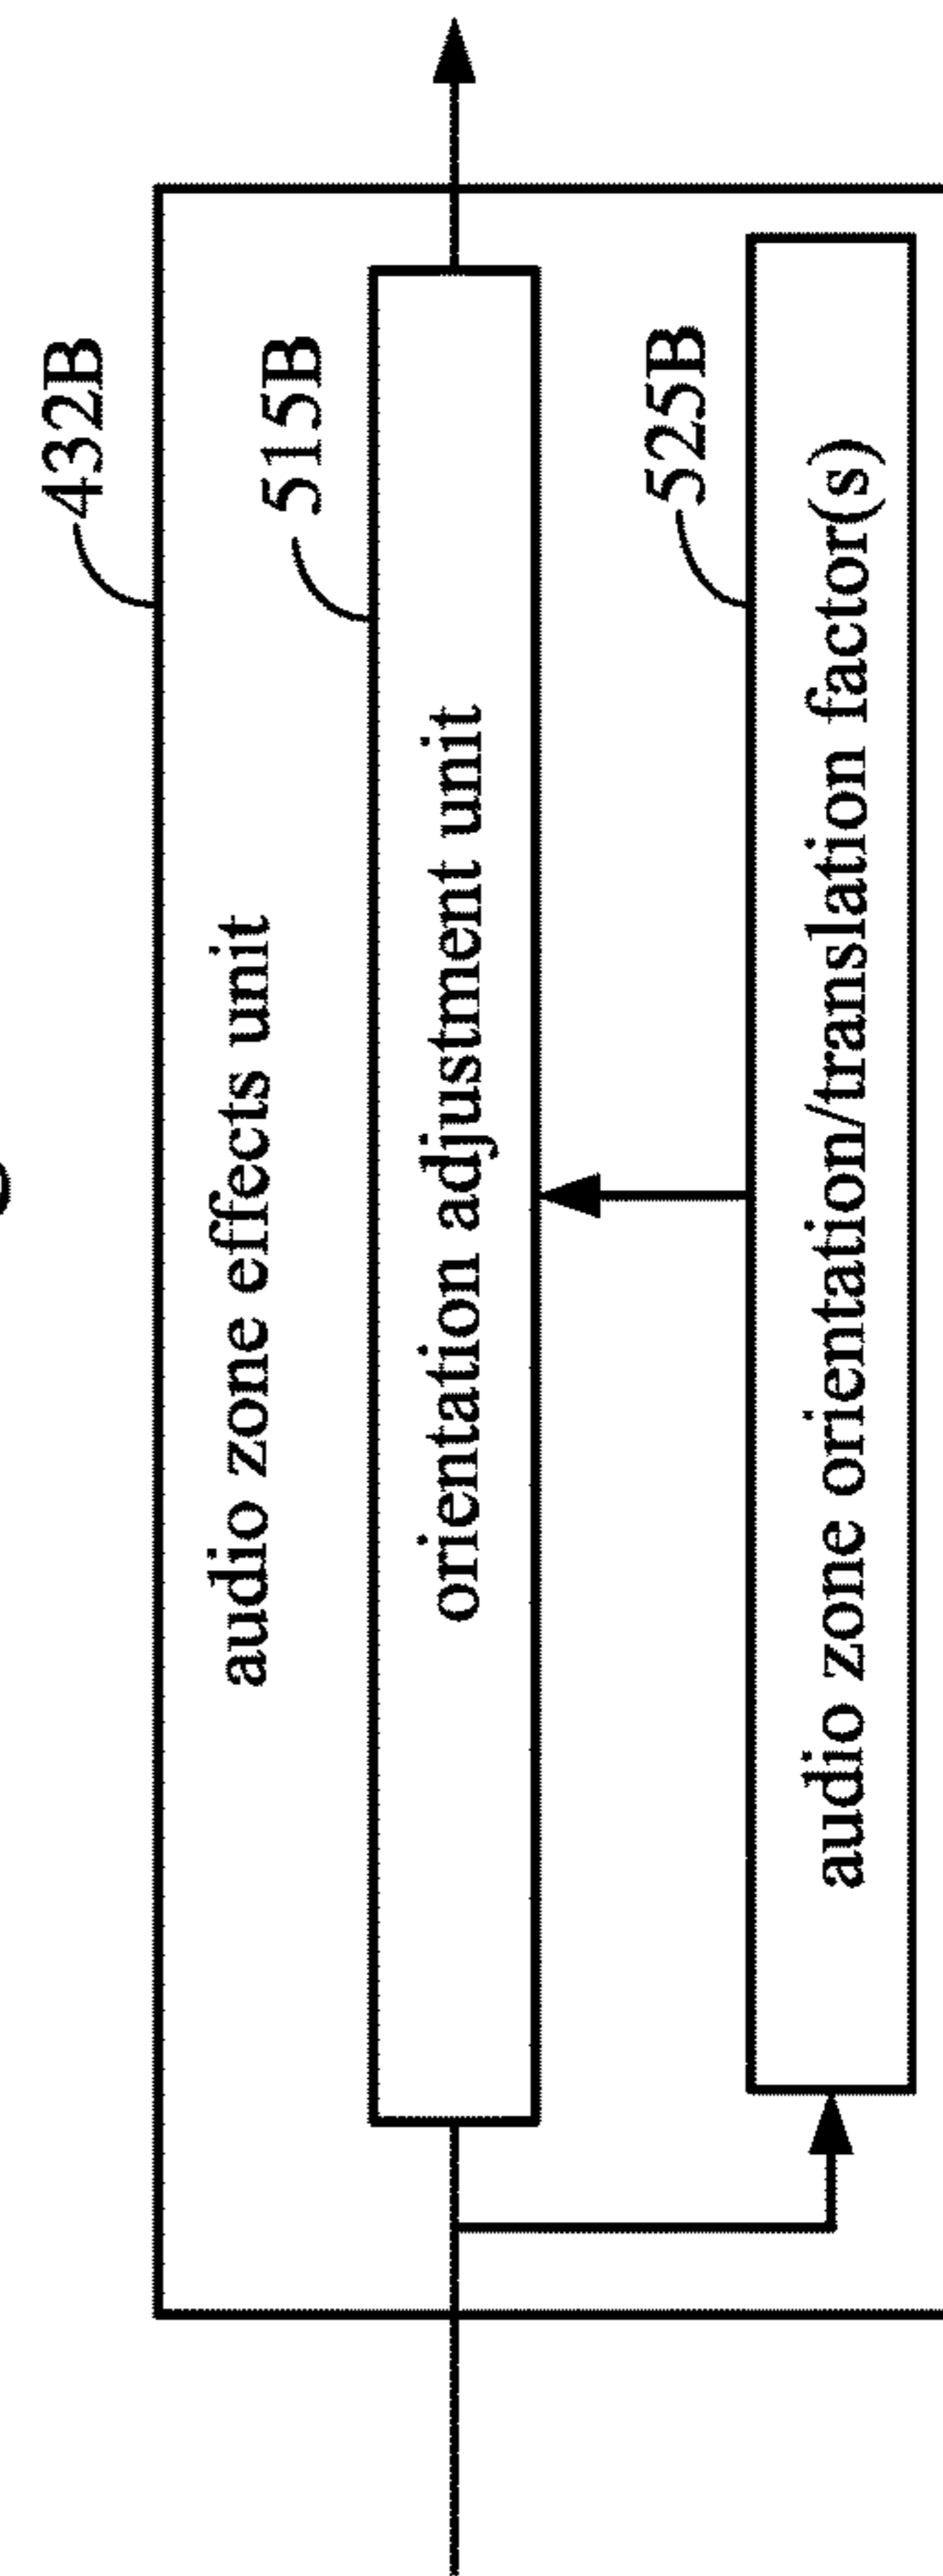 432B
audio zone effects unit
515B
orientation adjustment unit
525B
audio zone orientation/translation factor(s)